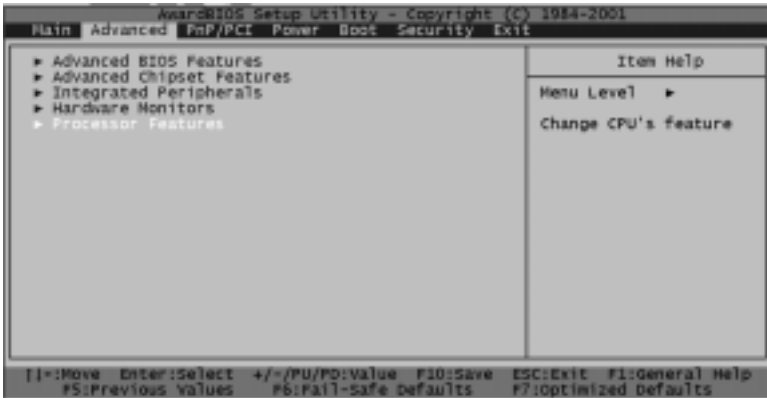 AwardBIOS Setup Utility - Copyright (C) 1984-2001
Main Advanced PnP/PCI Power Boot Security Exit
► Advanced BIOS Features
► Advanced Chipset Features
► Integrated Peripherals
► Hardware Monitors
► Processor Features
Item Help
Menu Level ►
Change CPU's feature
:Move Enter:Select +/-/PU/PD:Value F10:Save ESC:Exit F1:General Help
F5:Previous Values F6:Fail-Safe Defaults F7:Optimized Defaults